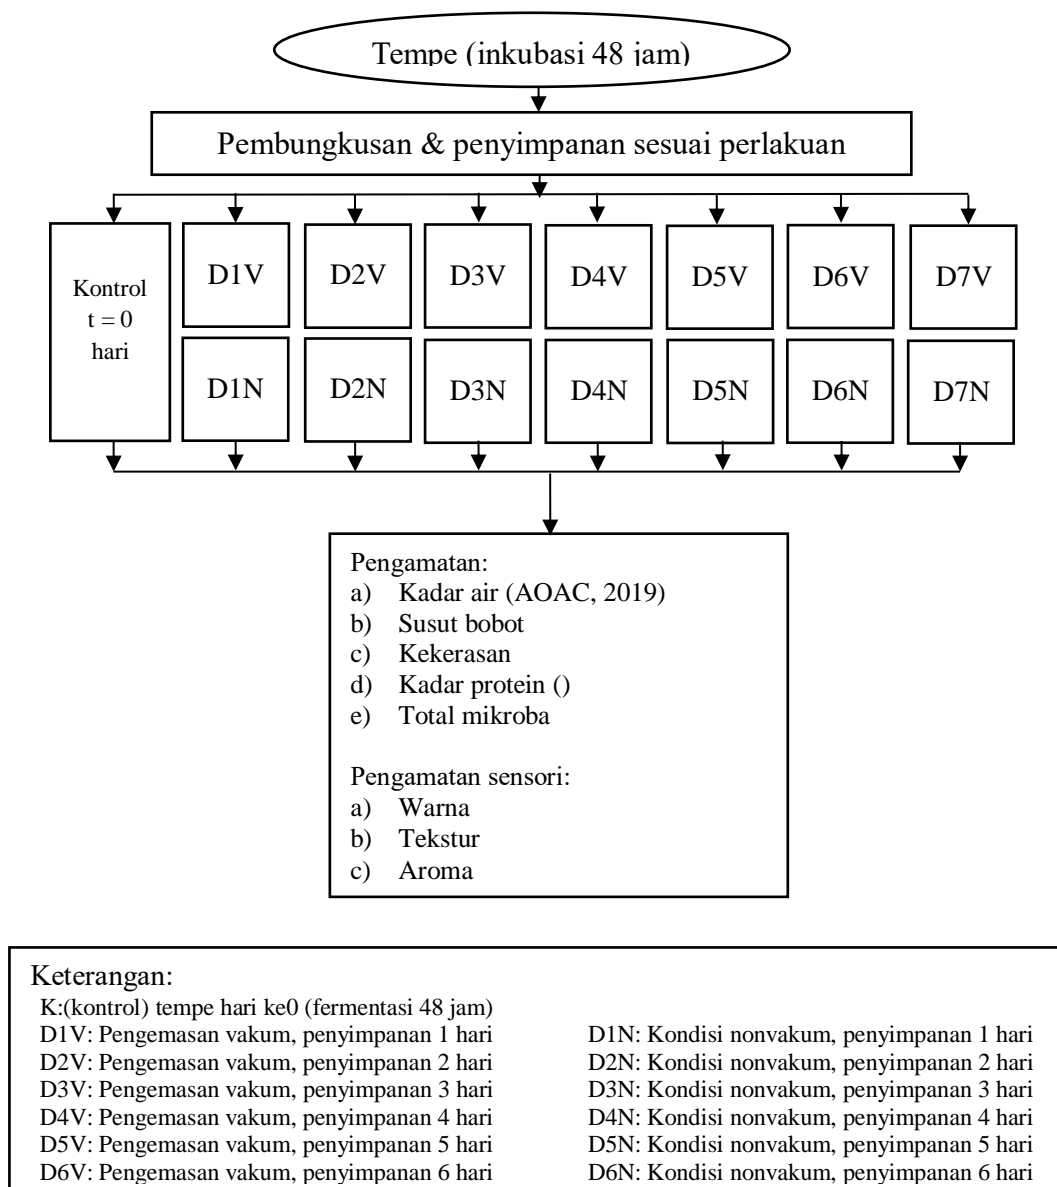 Tempe (inkubasi 48 jam)
Pembungkusan & penyimpanan sesuai perlakuan
Kontrol
t = 0
hari
D1V D2V D3V D4V D5V D6V D7V
D1N D2N D3N D4N D5N D6N D7N
Pengamatan:
a) Kadar air (AOAC, 2019)
b) Susut bobot
c) Kekerasan
d) Kadar protein ()
e) Total mikroba
Pengamatan sensori:
a) Warna
b) Tekstur
c) Aroma
Keterangan:
K:(kontrol) tempe hari ke0 (fermentasi 48 jam)
D1V: Pengemasan vakum, penyimpanan 1 hari D1N: Kondisi nonvakum, penyimpanan 1 hari
D2V: Pengemasan vakum, penyimpanan 2 hari D2N: Kondisi nonvakum, penyimpanan 2 hari
D3V: Pengemasan vakum, penyimpanan 3 hari D3N: Kondisi nonvakum, penyimpanan 3 hari
D4V: Pengemasan vakum, penyimpanan 4 hari D4N: Kondisi nonvakum, penyimpanan 4 hari
D5V: Pengemasan vakum, penyimpanan 5 hari D5N: Kondisi nonvakum, penyimpanan 5 hari
D6V: Pengemasan vakum, penyimpanan 6 hari D6N: Kondisi nonvakum, penyimpanan 6 hari